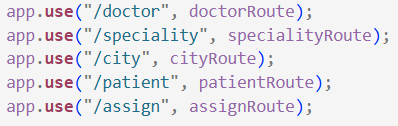 app.use("/doctor", doctorRoute);
app.use("/speciality", specialityRoute);
app.use("/city", cityRoute);
app.use("/patient", patientRoute);
app.use("/assign", assignRoute);